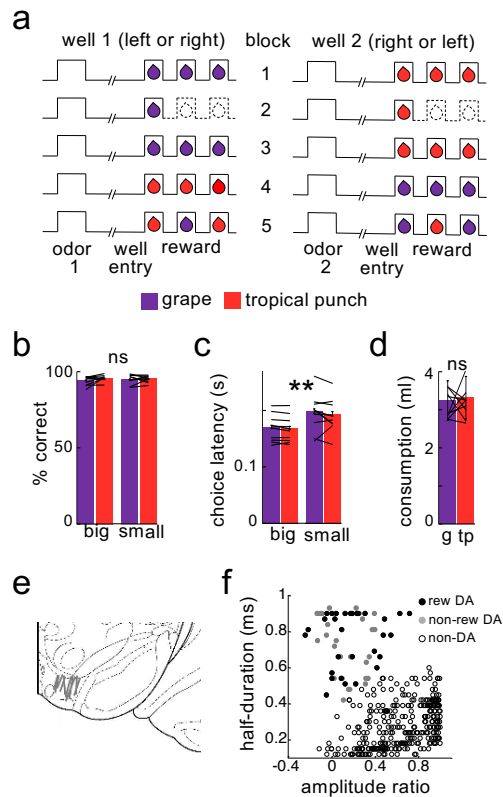 a
well 1 (left or right) block well 2 (right or left)
1
2
3
4
5
odor 1 well entry reward odor 2 well entry reward
grape tropical punch
b
ns
% correct
100
50
0
big small
c
**
choice latency (s)
0.1
0
big small
d
ns
consumption (ml)
4
2
0
g tp
e
f
half-duration (ms)
1
0.8
0.6
0.4
0.2
rew DA
non-rew DA
non-DA
-0.4 0 0.4 0.8
amplitude ratio